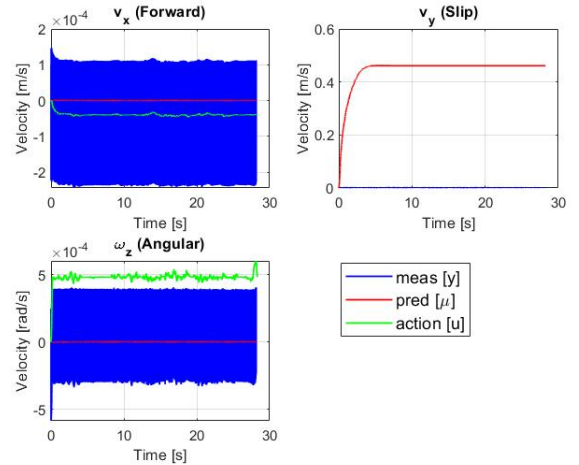 v_x (Forward)
×10^-4
2
1
0
-1
-2
Velocity [m/s]
0 10 20 30
Time [s]
v_y (Slip)
0.6
0.4
0.2
0
Velocity [m/s]
0 10 20 30
Time [s]
ω_z (Angular)
×10^-4
5
0
-5
Velocity [rad/s]
0 10 20 30
Time [s]
meas [y]
pred [μ]
action [u]